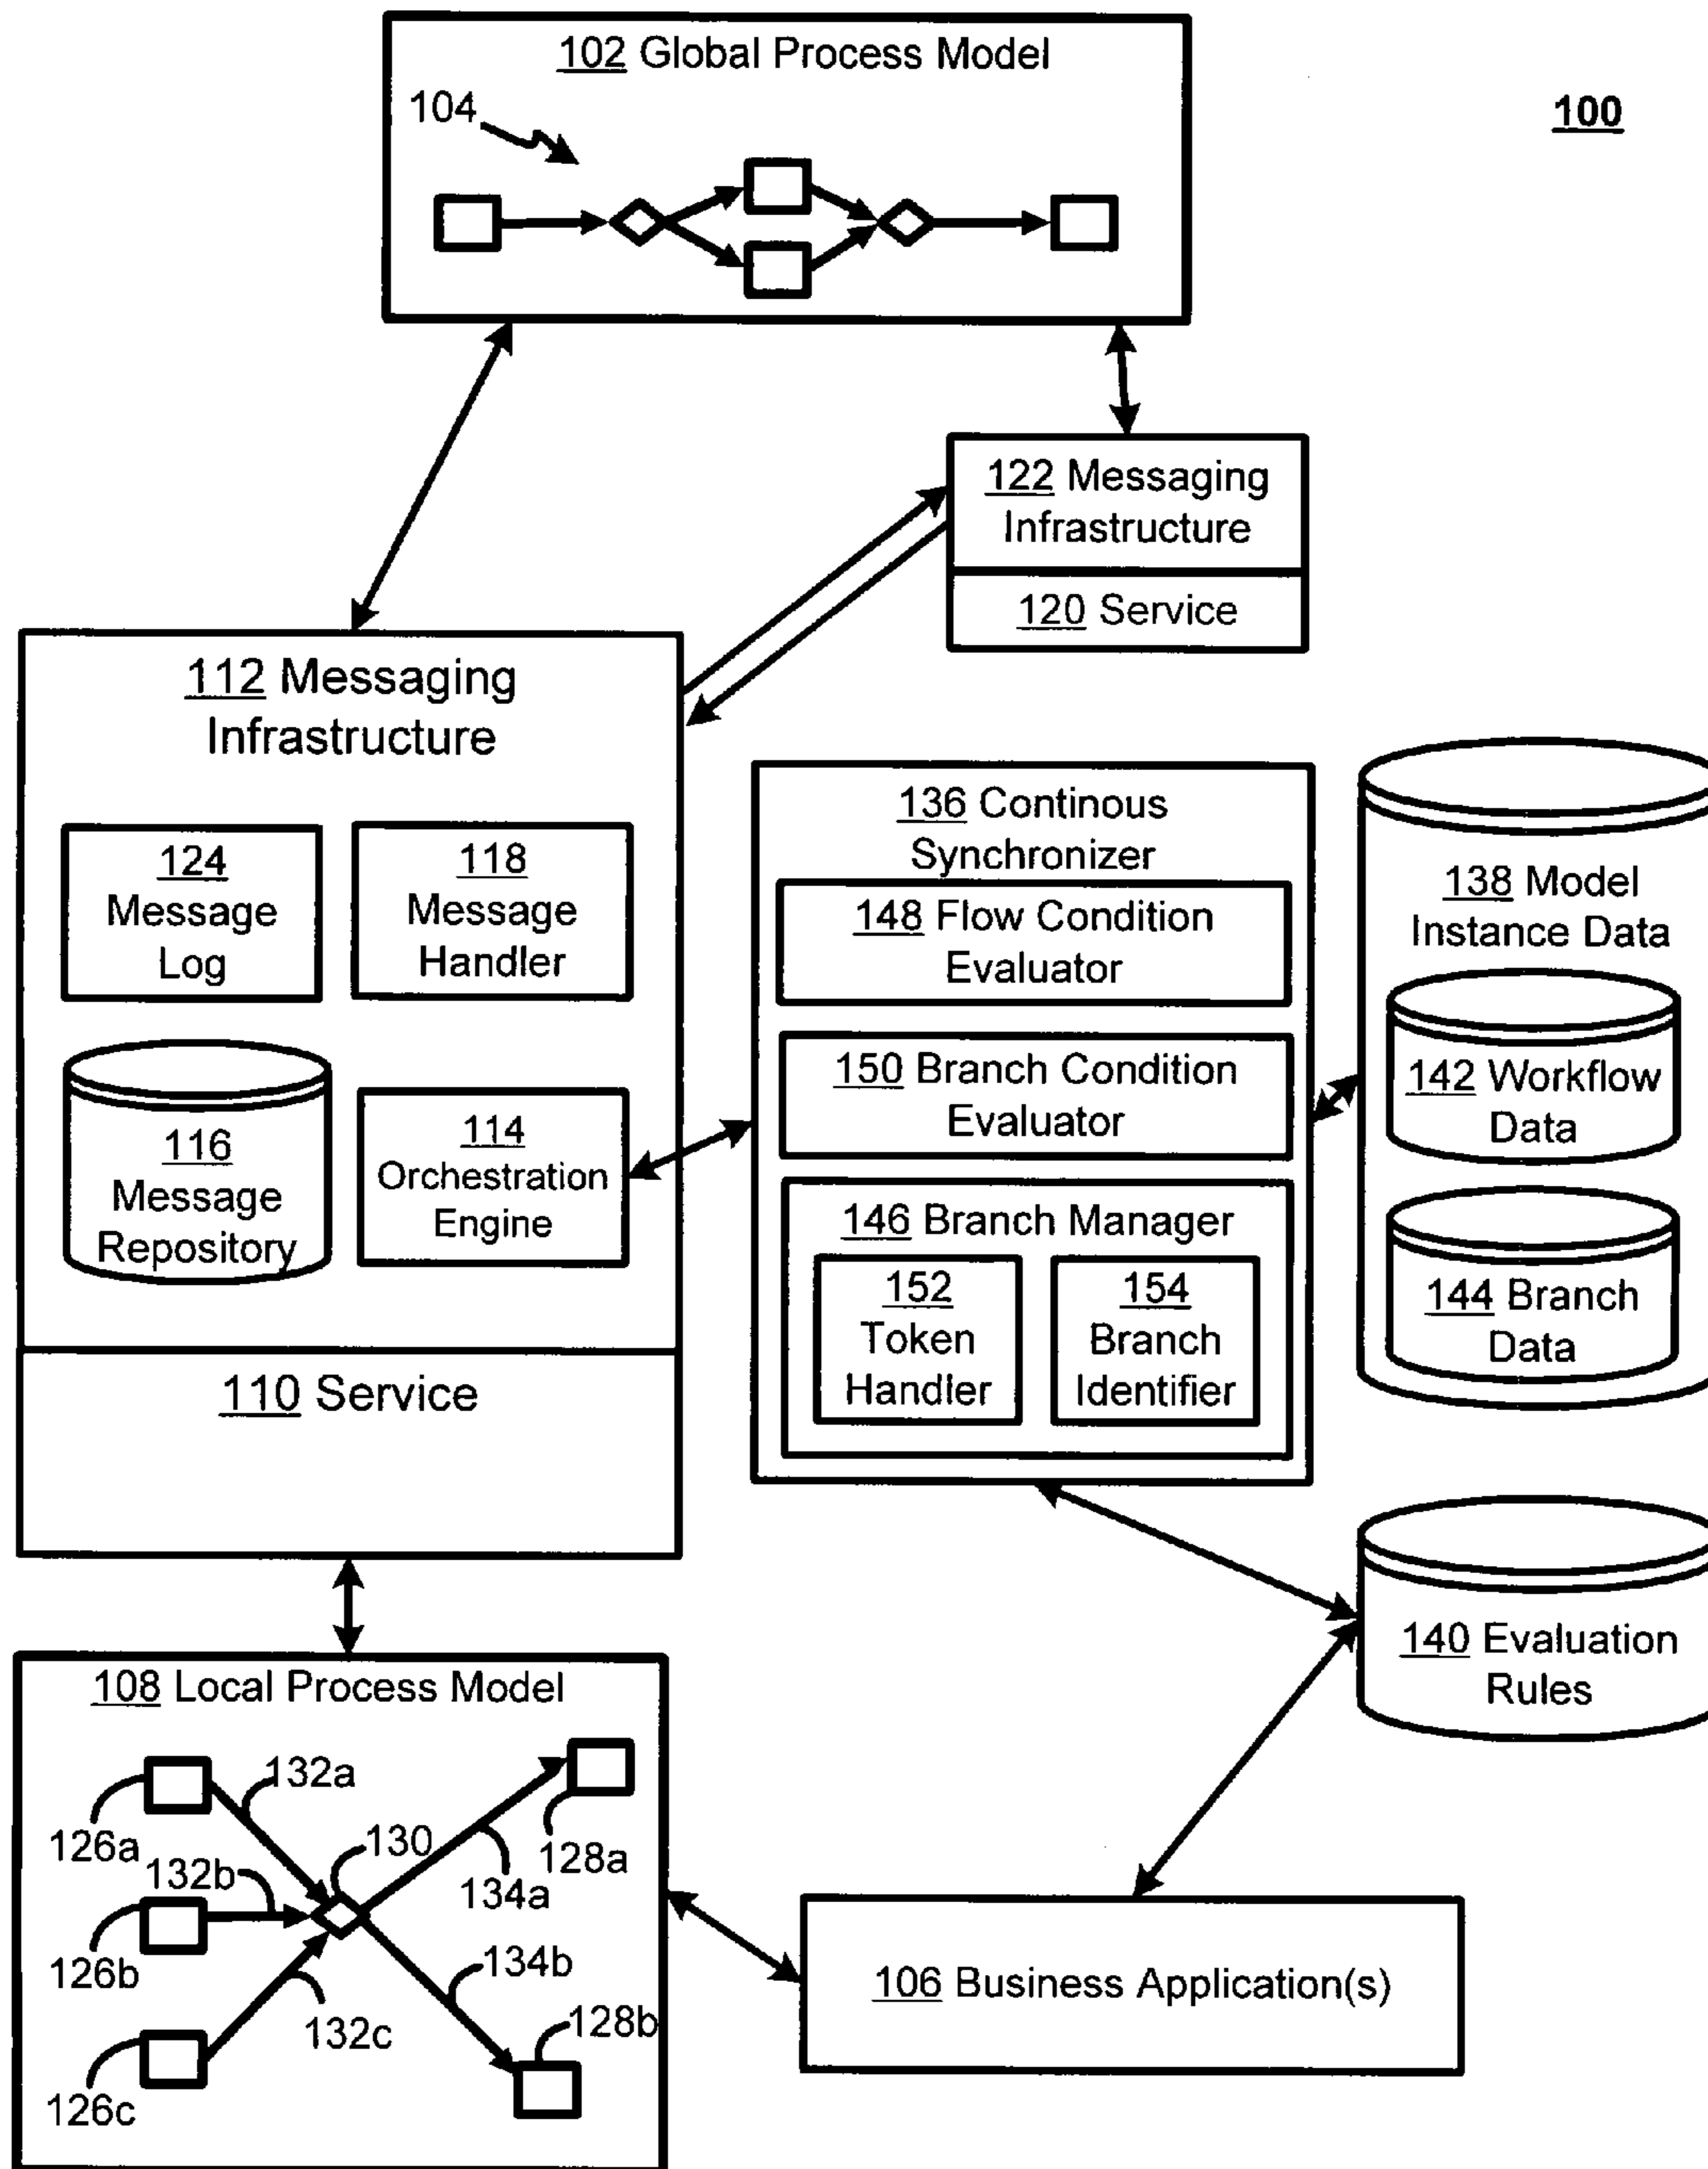 102 Global Process Model
104
100
122 Messaging
Infrastructure
120 Service
112 Messaging
Infrastructure
124
Message
Log
118
Message
Handler
116
Message
Repository
114
Orchestration
Engine
110 Service
136 Continous
Synchronizer
148 Flow Condition
Evaluator
150 Branch Condition
Evaluator
146 Branch Manager
152
Token
Handler
154
Branch
Identifier
138 Model
Instance Data
142 Workflow
Data
144 Branch
Data
140 Evaluation
Rules
108 Local Process Model
132a
126a
130
128a
132b
134a
126b
134b
132c
128b
126c
106 Business Application(s)